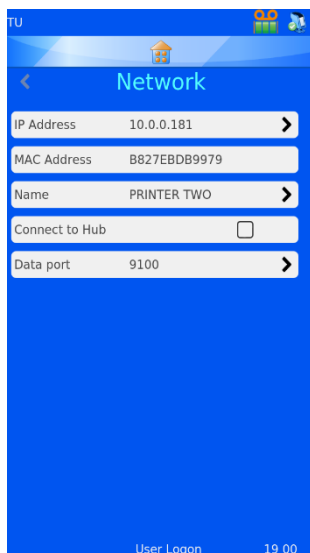 TU
Network
IP Address 10.0.0.181
MAC Address B827EBDB9979
Name PRINTER TWO
Connect to Hub
Data port 9100
User Logon 19 00